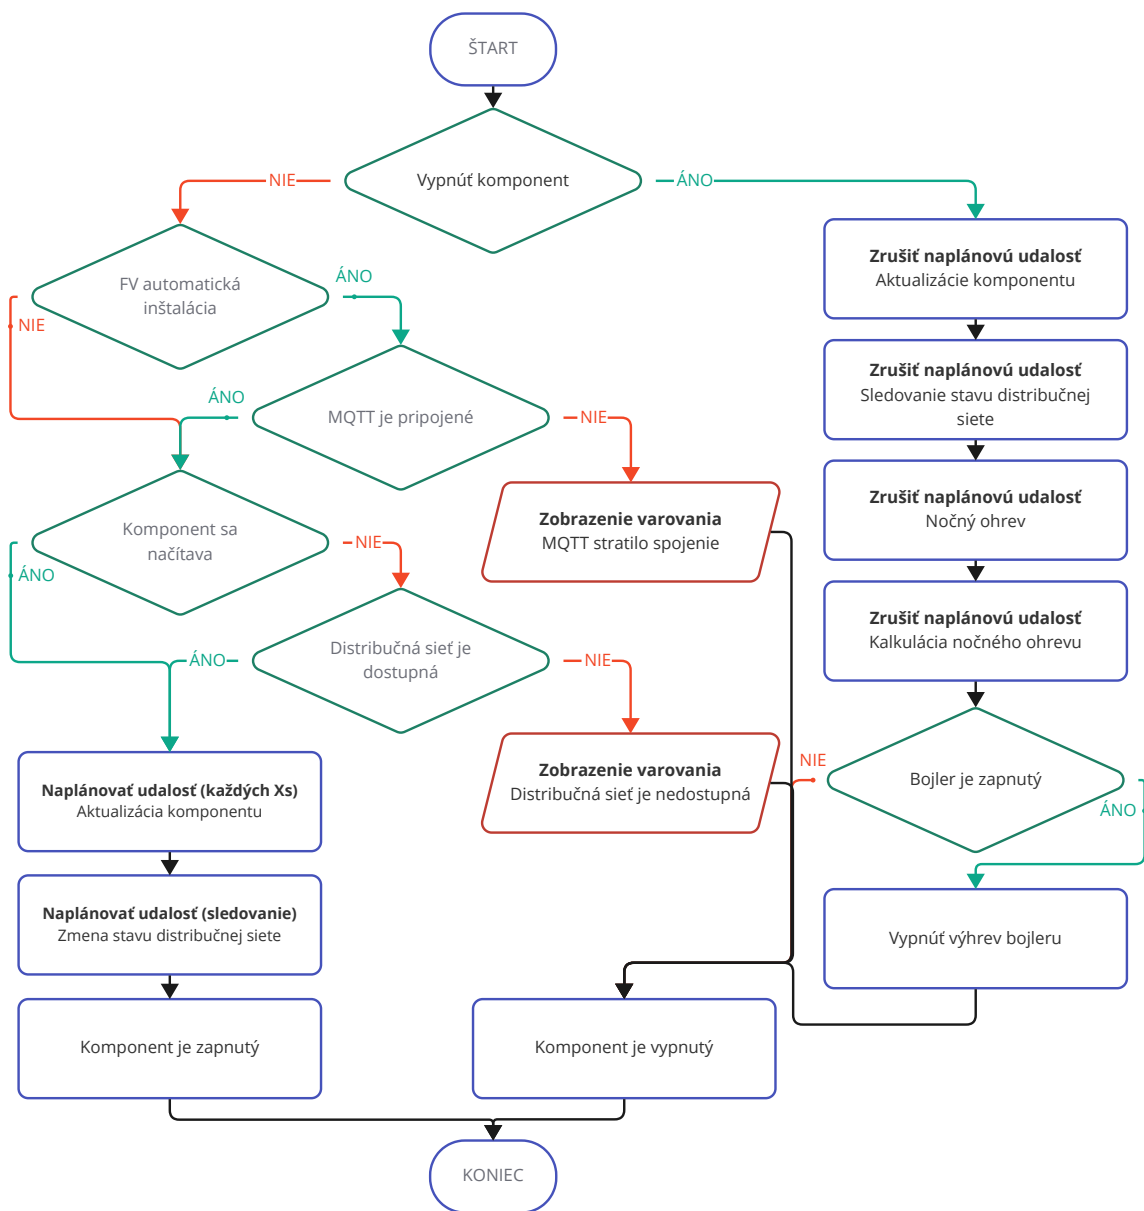 ŠTART
Vypnúť komponent
NIE
ÁNO
FV automatická
inštalácia
ÁNO
NIE
Zrušiť naplánovú udalosť
Aktualizácie komponentu
Zrušiť naplánovú udalosť
Sledovanie stavu distribučnej
siete
MQTT je pripojené
ÁNO
NIE
Zobrazenie varovania
MQTT stratilo spojenie
Zrušiť naplánovú udalosť
Nočný ohrev
Komponent sa
načítava
NIE
ÁNO
Zrušiť naplánovú udalosť
Kalkulácia nočného ohrevu
Distribučná sieť je
dostupná
ÁNO
NIE
Zobrazenie varovania
Distribučná sieť je nedostupná
NIE
Bojler je zapnutý
ÁNO
Naplánovať udalosť (každých Xs)
Aktualizácia komponentu
Naplánovať udalosť (sledovanie)
Zmena stavu distribučnej siete
Vypnúť výhrev bojleru
Komponent je zapnutý
Komponent je vypnutý
KONIEC